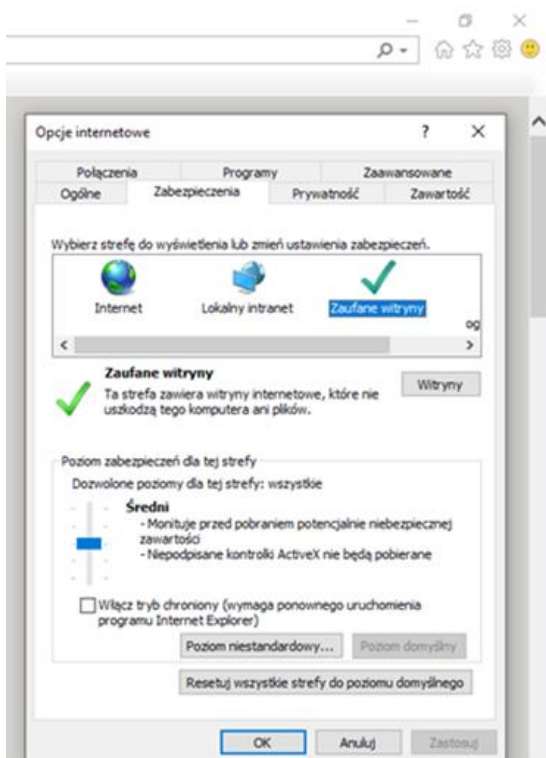 Opcje internetowe
? X
Połączenia Programy Zaawansowane
Ogólne Zabezpieczenia Prywatność Zawartość
Wybierz strefę do wyświetlenia lub zmień ustawienia zabezpieczeń.
Internet Lokalny intranet Zaufane witryny
og
Zaufane witryny
Ta strefa zawiera witryny internetowe, które nie
uszkodzą tego komputera ani plików.
Witryny
Poziom zabezpieczeń dla tej strefy
Dozwolone poziomy dla tej strefy: wszystkie
Średni
- Monituje przed pobraniem potencjalnie niebezpiecznej
zawartości
- Niepodpisane kontrolki ActiveX nie będą pobierane
Włącz tryb chroniony (wymaga ponownego uruchomienia
programu Internet Explorer)
Poziom niestandardowy... Poziom domyślny
Resetuj wszystkie strefy do poziomu domyślnego
OK Anuluj Zastosuj